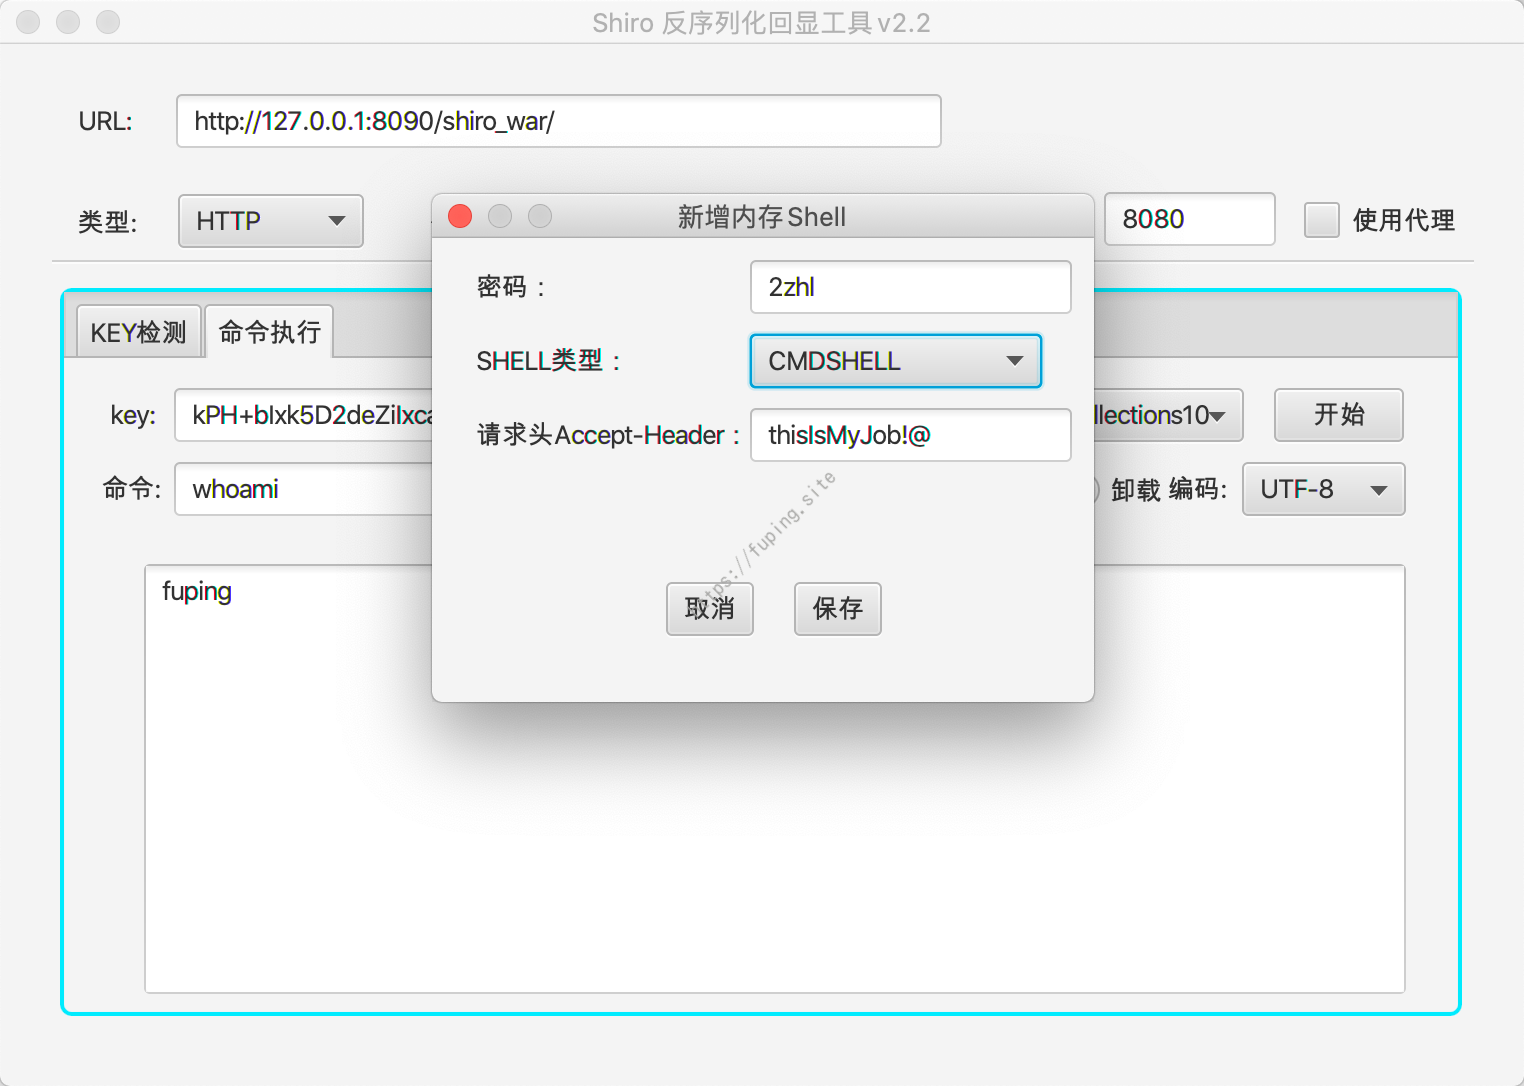 Shiro 反序列化回显工具 v2.2
URL: http://127.0.0.1:8090/shiro_war/
类型: HTTP 8080 使用代理
新增内存Shell
密码：2zhl
SHELL类型：CMDSHELL
请求头Accept-Header：thisIsMyJob!@
取消 保存
KEY检测 命令执行
key: kPH+bIxk5D2deZiIxca llections10 开始
命令: whoami 卸载 编码: UTF-8
fuping
https://fuping.site